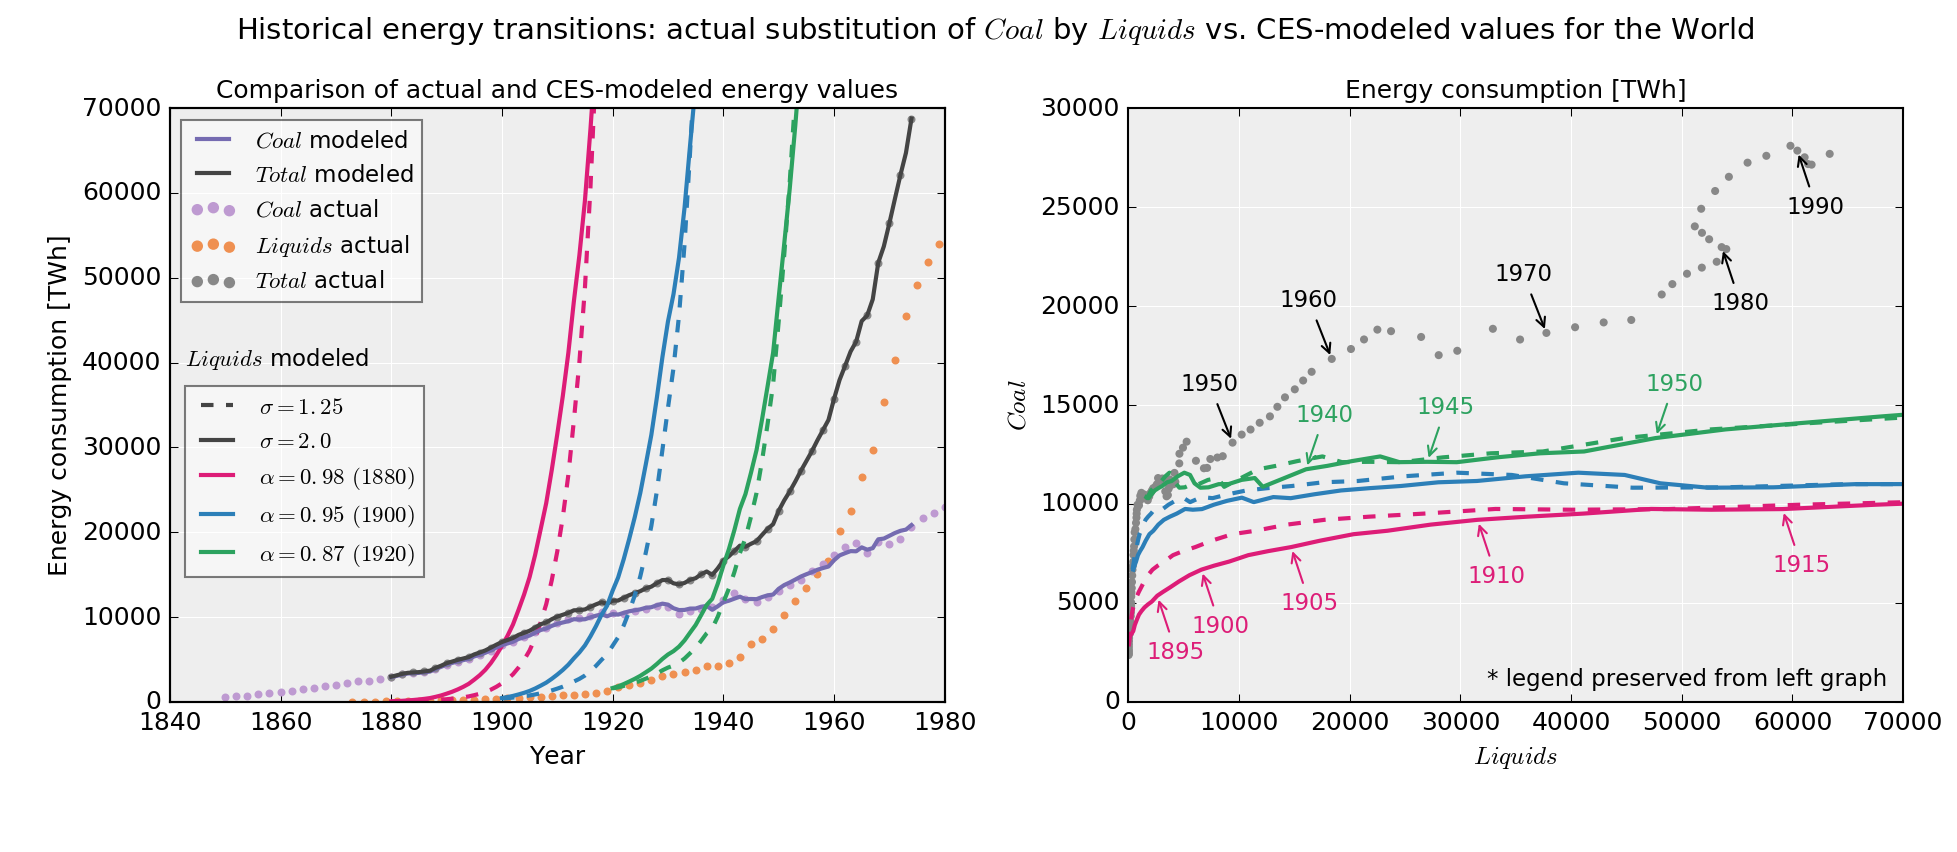 Historical energy transitions: actual substitution of Coal by Liquids vs. CES-modeled values for the World
Comparison of actual and CES-modeled energy values
70000
60000
50000
40000
30000
20000
10000
0
Energy consumption [TWh]
Coal modeled
Total modeled
Coal actual
Liquids actual
Total actual
Liquids modeled
σ = 1.25
σ = 2.0
α = 0.98 (1880)
α = 0.95 (1900)
α = 0.87 (1920)
1840 1860 1880 1900 1920 1940 1960 1980
Year
Energy consumption [TWh]
30000
25000
20000
15000
10000
5000
0
Coal
1990
1970
1960
1980
1950
1950
1945
1940
1915
1910
1905
1900
1895
* legend preserved from left graph
0 10000 20000 30000 40000 50000 60000 70000
Liquids